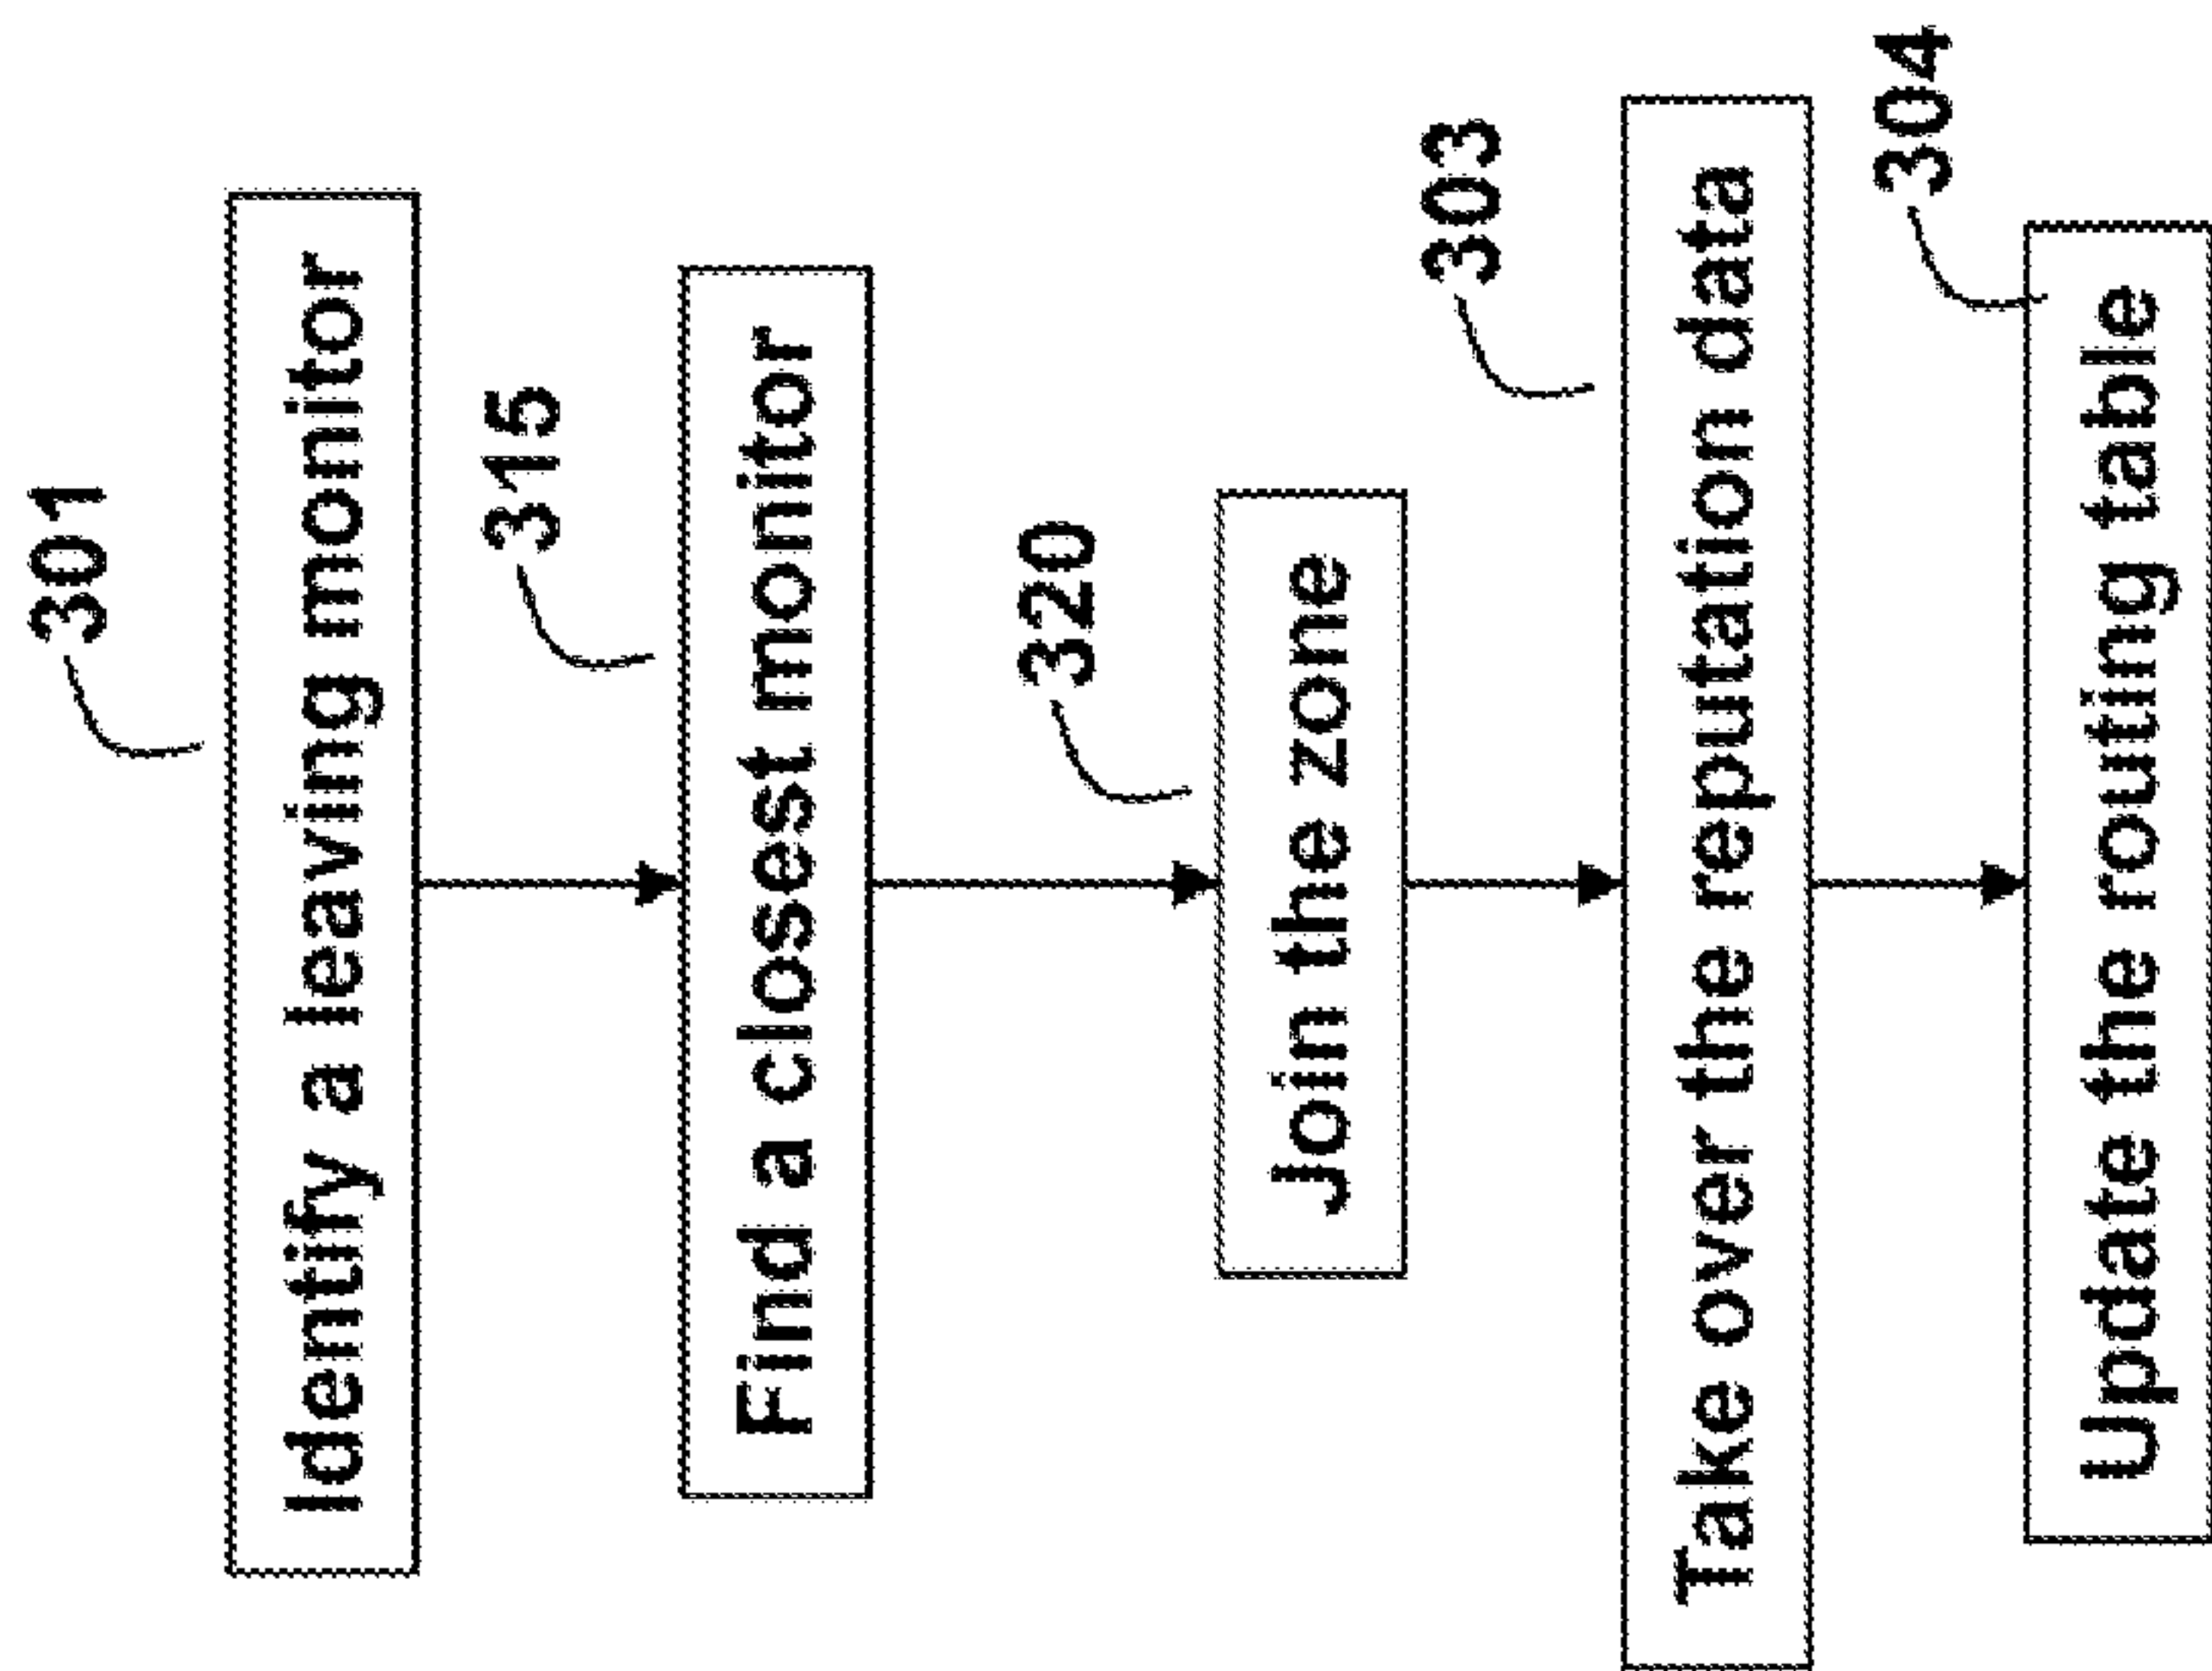 301
Identify a leaving monitor
315
Find a closest monitor
320
Join the zone
303
Take over the reputation data
304
Update the routing table